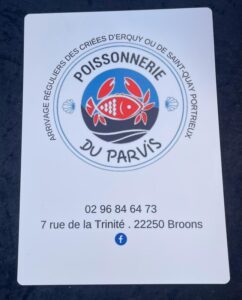 ARRIVAGE RÉGULIERS DES CRIÉES D'ERQUY OU DE SAINT-QUAY PORTRIEUX
POISSONNERIE
DU PARVIS
02 96 84 64 73
7 rue de la Trinité . 22250 Broons
f